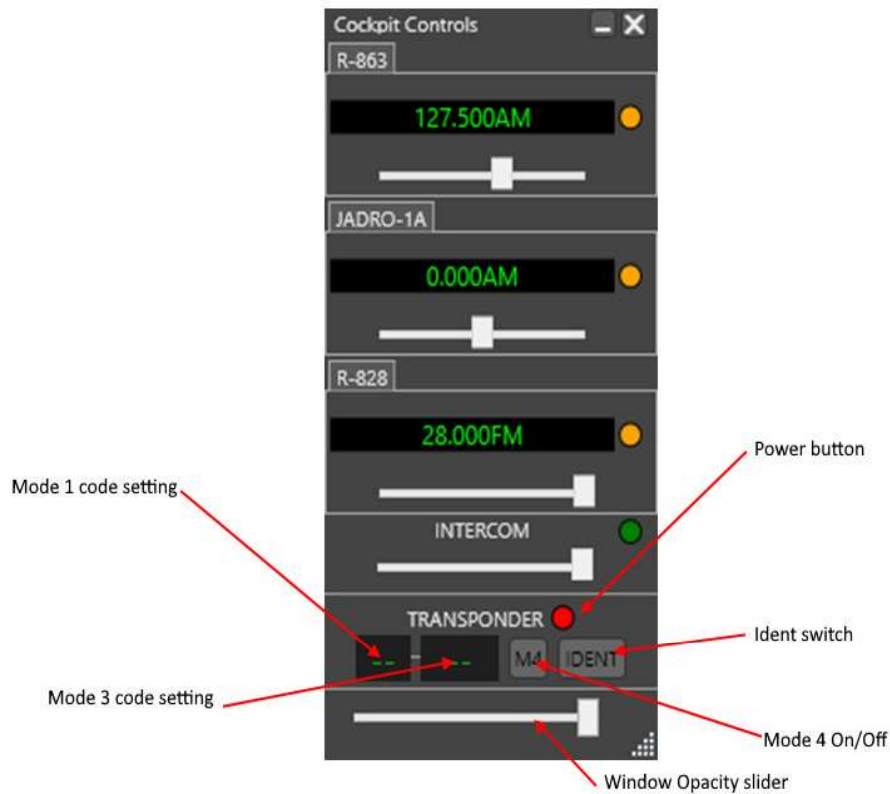 Cockpit Controls
R-863
127.500AM
JADRO-1A
0.000AM
R-828
28.000FM
Power button
Mode 1 code setting
INTERCOM
TRANSPONDER
Ident switch
-- -- M4 IDENT
Mode 3 code setting
Mode 4 On/Off
Window Opacity slider